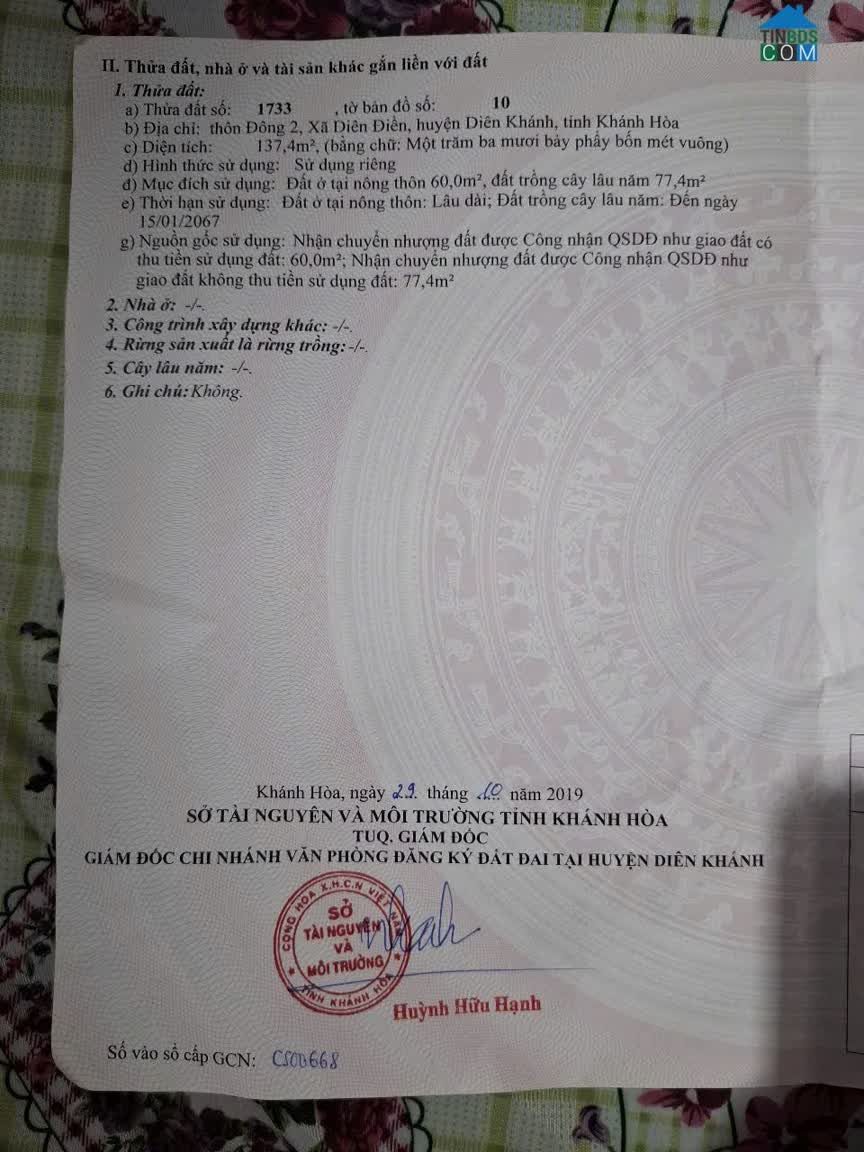 TINBDS
COM
II. Thửa đất, nhà ở và tài sản khác gắn liền với đất
1. Thửa đất:
a) Thửa đất số: 1733 , tờ bản đồ số: 10
b) Địa chỉ: thôn Đông 2, Xã Diên Điền, huyện Diên Khánh, tỉnh Khánh Hòa
c) Diện tích: 137,4m², (bằng chữ: Một trăm ba mươi bảy phẩy bốn mét vuông)
d) Hình thức sử dụng: Sử dụng riêng
đ) Mục đích sử dụng: Đất ở tại nông thôn 60,0m², đất trồng cây lâu năm 77,4m²
e) Thời hạn sử dụng: Đất ở tại nông thôn: Lâu dài; Đất trồng cây lâu năm: Đến ngày
15/01/2067
g) Nguồn gốc sử dụng: Nhận chuyển nhượng đất được Công nhận QSDĐ như giao đất có
thu tiền sử dụng đất: 60,0m²; Nhận chuyển nhượng đất được Công nhận QSDĐ như
giao đất không thu tiền sử dụng đất: 77,4m²
2. Nhà ở: -/-.
3. Công trình xây dựng khác: -/-.
4. Rừng sản xuất là rừng trồng: -/-.
5. Cây lâu năm: -/-.
6. Ghi chú: Không.
Khánh Hòa, ngày 29 tháng 10 năm 2019
SỞ TÀI NGUYÊN VÀ MÔI TRƯỜNG TỈNH KHÁNH HÒA
TUQ. GIÁM ĐỐC
GIÁM ĐỐC CHI NHÁNH VĂN PHÒNG ĐĂNG KÝ ĐẤT ĐAI TẠI HUYỆN DIÊN KHÁNH
CỘNG HÒA X.H.C.N VIỆT NAM
SỞ
TÀI NGUYÊN
VÀ
MÔI TRƯỜNG
TỈNH KHÁNH HÒA
Huỳnh Hữu Hạnh
Số vào sổ cấp GCN: CS00668